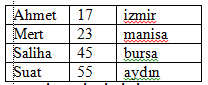 Ahmet 17 izmir
Mert 23 manisa
Saliha 45 bursa
Suat 55 aydın